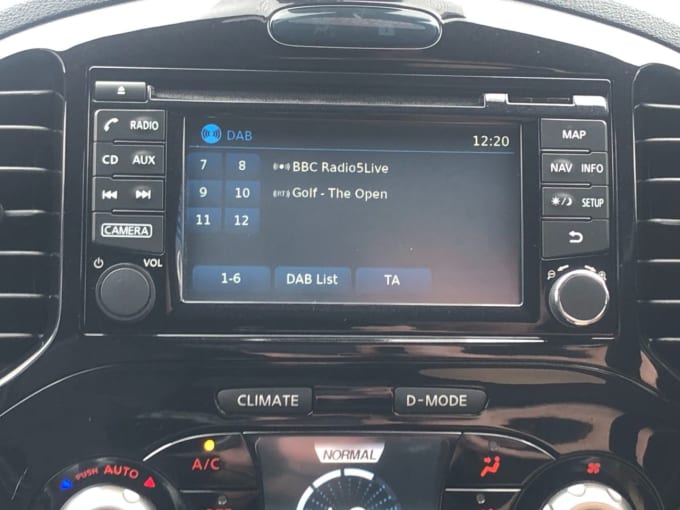 DAB 12:20
7 8
9 10
11 12
BBC Radio5Live
(RT) Golf - The Open
1-6 DAB List TA
RADIO
CD AUX
CAMERA
VOL
MAP
NAV INFO
SETUP
CLIMATE D-MODE
NORMAL
A/C
PUSH AUTO